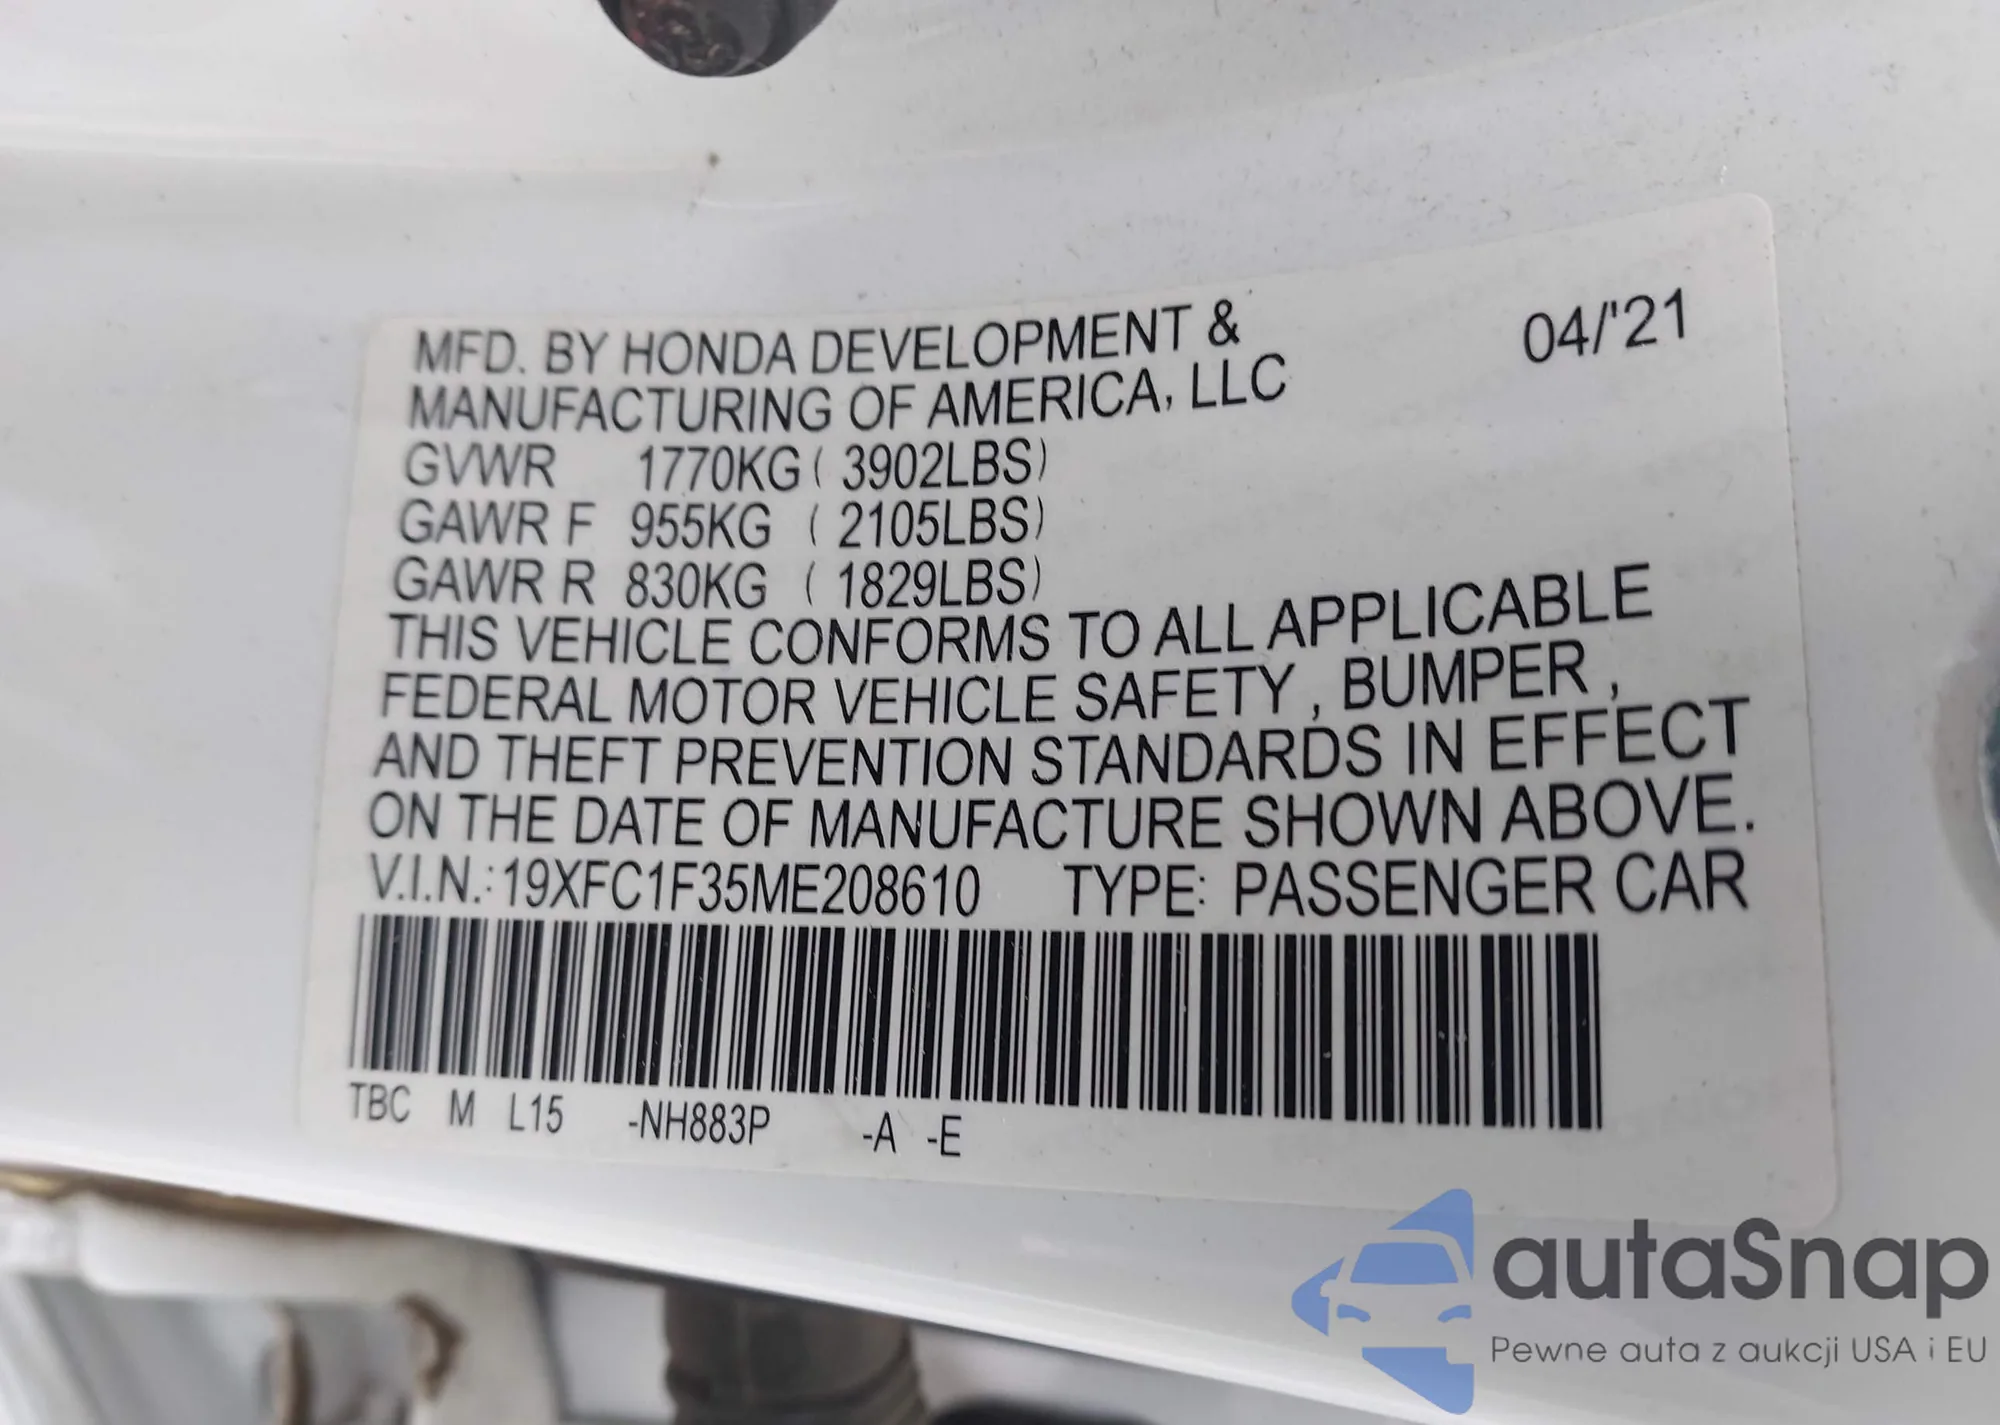 MFD. BY HONDA DEVELOPMENT &
MANUFACTURING OF AMERICA, LLC
04/'21
GVWR 1770KG ( 3902LBS)
GAWR F 955KG ( 2105LBS)
GAWR R 830KG ( 1829LBS)
THIS VEHICLE CONFORMS TO ALL APPLICABLE
FEDERAL MOTOR VEHICLE SAFETY , BUMPER ,
AND THEFT PREVENTION STANDARDS IN EFFECT
ON THE DATE OF MANUFACTURE SHOWN ABOVE.
V.I.N.: 19XFC1F35ME208610 TYPE: PASSENGER CAR
TBC M L15 -NH883P -A -E
autaSnap
Pewne auta z aukcji USA i EU